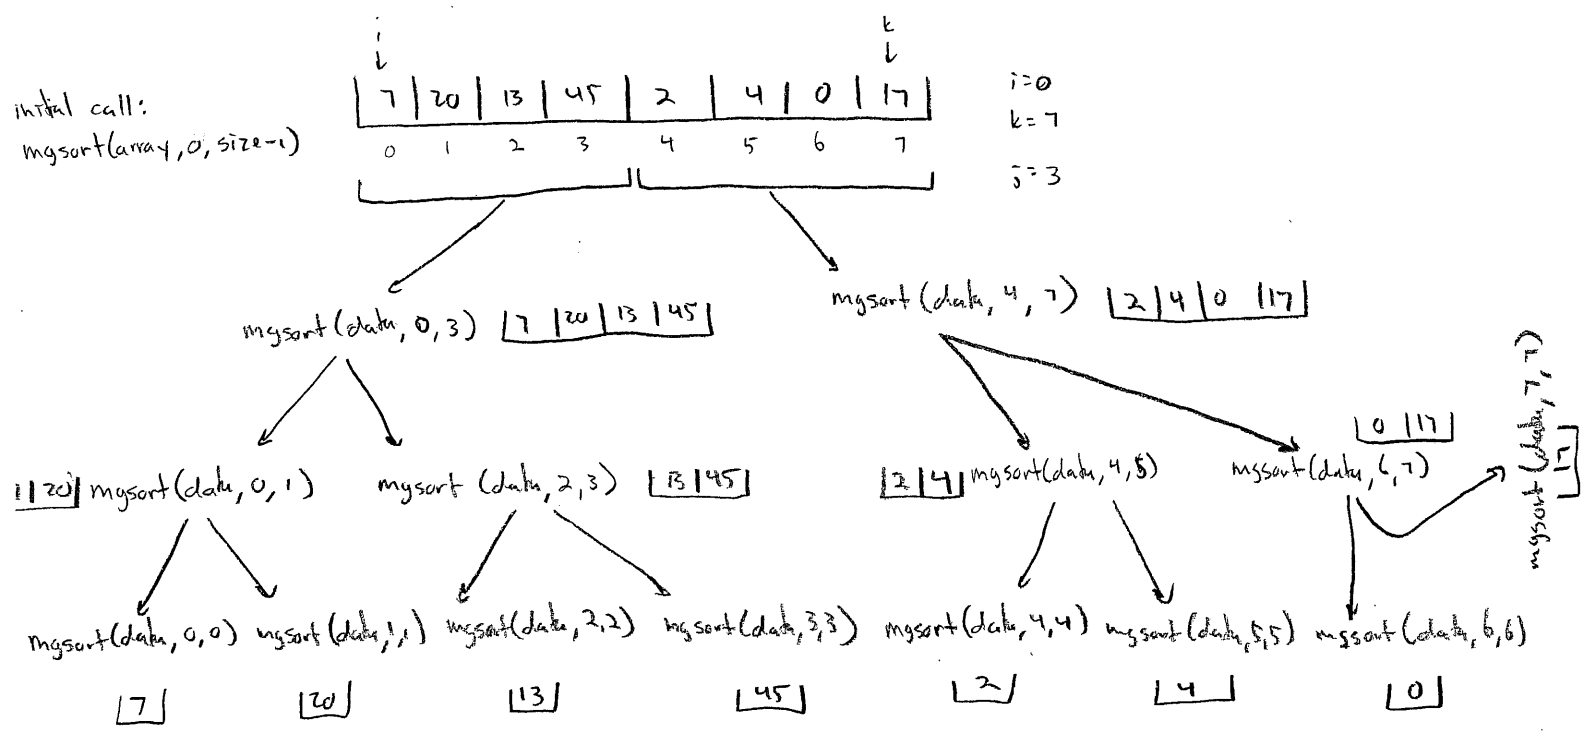 i k
7 20 13 45 2 4 0 17 i=0
initial call: k=7
mgsort(array, 0, size-1) 0 1 2 3 4 5 6 7
j=3
mgsort(data, 4, 7) 2 4 0 17
mgsort(data, 0, 3) 7 20 13 45
0 17
mgsort(data, 7, 7)
17
20 mgsort(data, 0, 1) mgsort (data, 2, 3) 13 45 2 4 mgsort(data, 4, 5) mgsort(data, 6, 7)
mgsort(data, 0, 0) mgsort(data, 1, 1) mgsort(data, 2, 2) mgsort(data, 3, 3) mgsort(data, 4, 4) mgsort(data, 5, 5) mgsort(data, 6, 6)
7 20 13 45 2 4 0